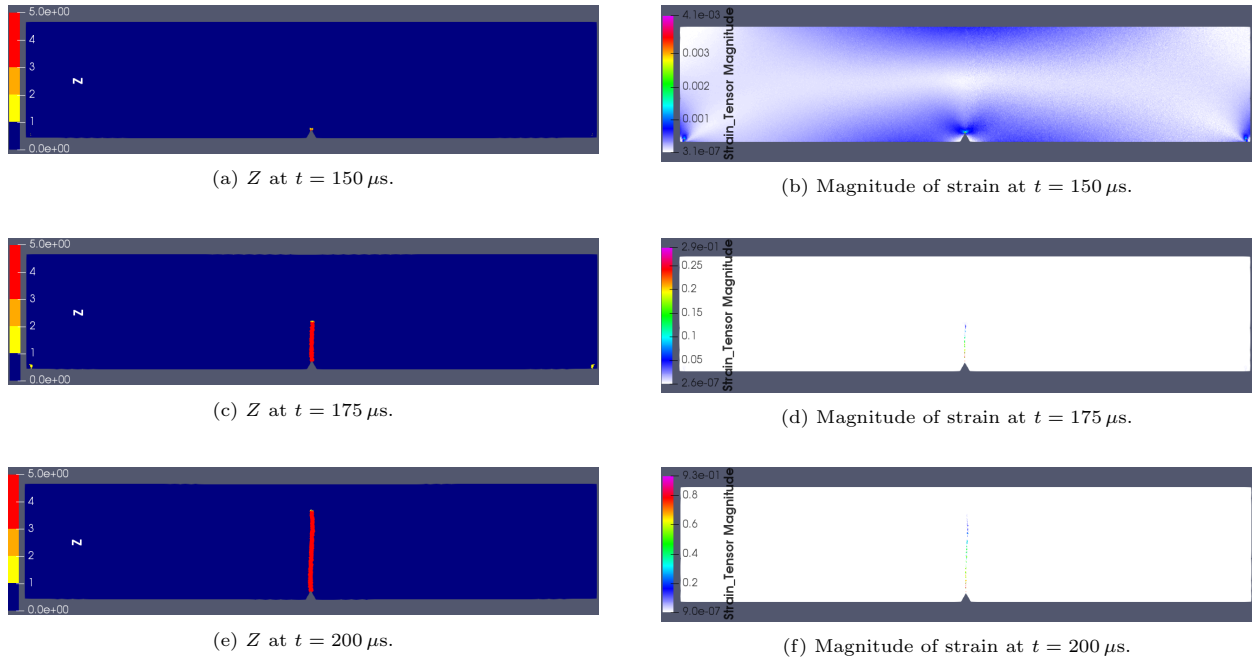 5.0e+00
4
3
2
1
0.0e+00
Z
(a) Z at t = 150 μs.
4.1e-03
0.003
0.002
0.001
3.1e-07
Strain_Tensor Magnitude
(b) Magnitude of strain at t = 150 μs.
5.0e+00
4
3
2
1
0.0e+00
Z
(c) Z at t = 175 μs.
2.9e-01
0.25
0.2
0.15
0.1
0.05
2.6e-07
Strain_Tensor Magnitude
(d) Magnitude of strain at t = 175 μs.
5.0e+00
4
3
2
1
0.0e+00
Z
(e) Z at t = 200 μs.
9.3e-01
0.8
0.6
0.4
0.2
9.0e-07
Strain_Tensor Magnitude
(f) Magnitude of strain at t = 200 μs.